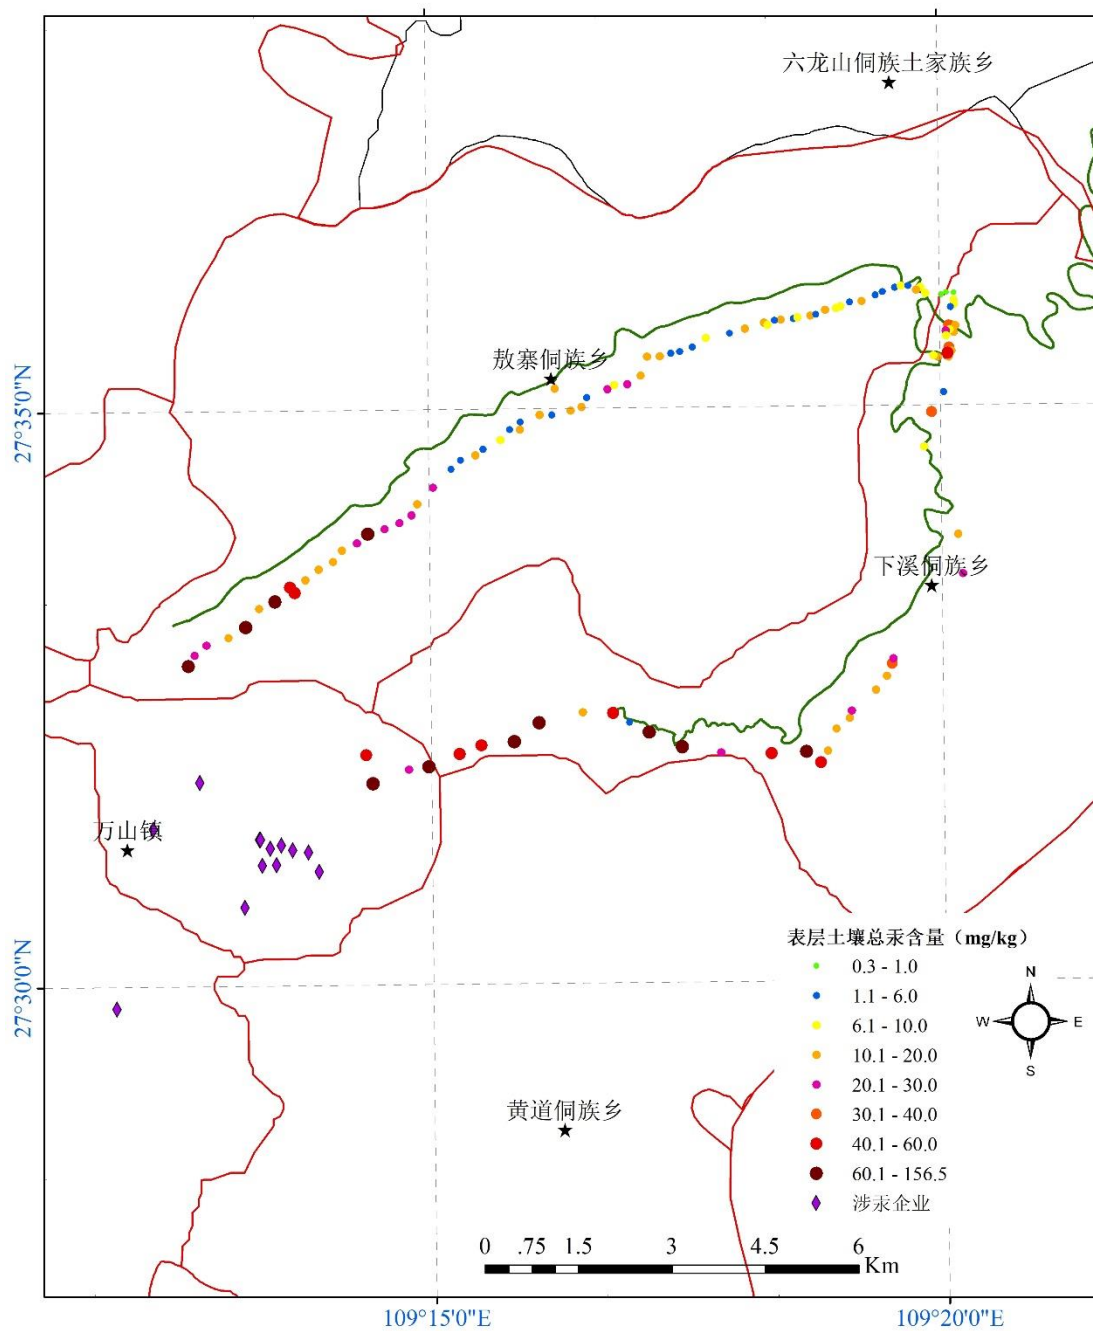 六龙山侗族土家族乡
敖寨侗族乡
27°35'0"N
下溪侗族乡
万山镇
表层土壤总汞含量（mg/kg）
0.3 - 1.0
1.1 - 6.0
6.1 - 10.0
10.1 - 20.0
20.1 - 30.0
30.1 - 40.0
40.1 - 60.0
60.1 - 156.5
涉汞企业
N
W E
S
27°30'0"N
黄道侗族乡
0 .75 1.5 3 4.5 6
Km
109°15'0"E 109°20'0"E